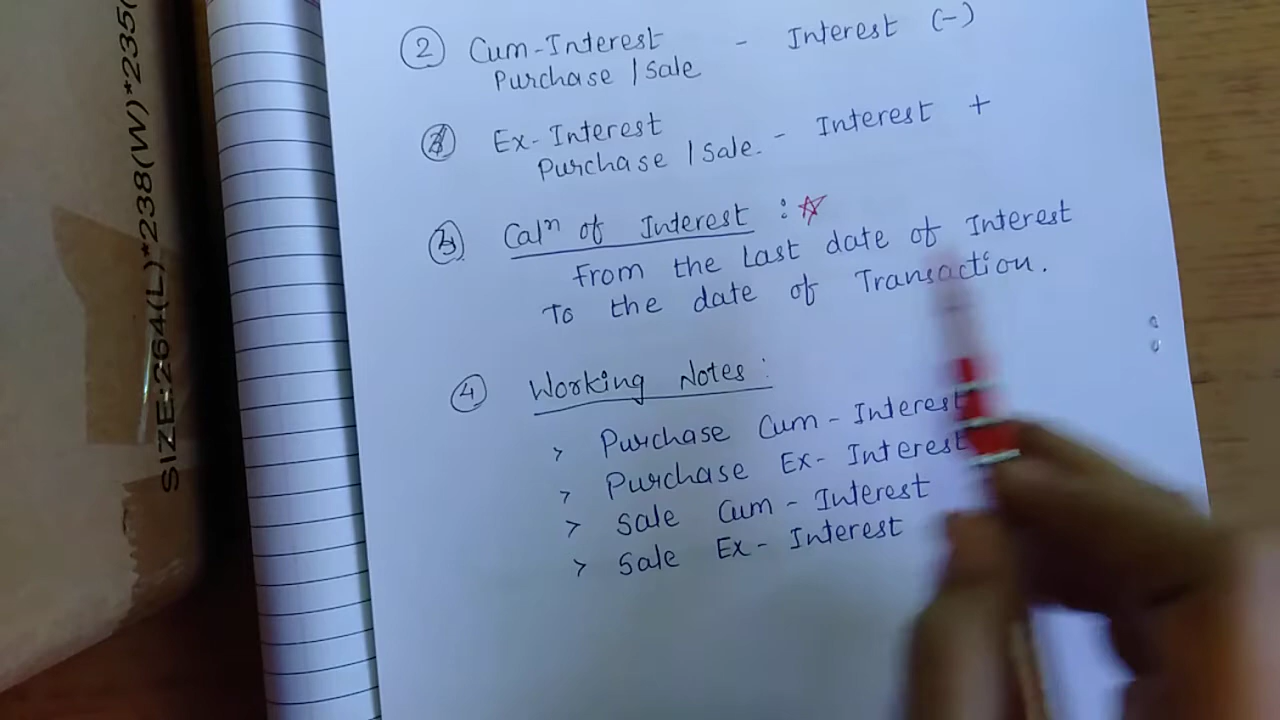 SIZE:264(L)*238(W)*235(
② Cum-Interest - Interest (-)
Purchase / Sale
Ex-Interest
Purchase / Sale. - Interest +
③ Calⁿ of Interest : ☆
From the Last date of Interest
To the date of Transaction.
④ Working Notes :
> Purchase Cum - Interest
> Purchase Ex - Interest
> Sale Cum - Interest
> Sale Ex - Interest